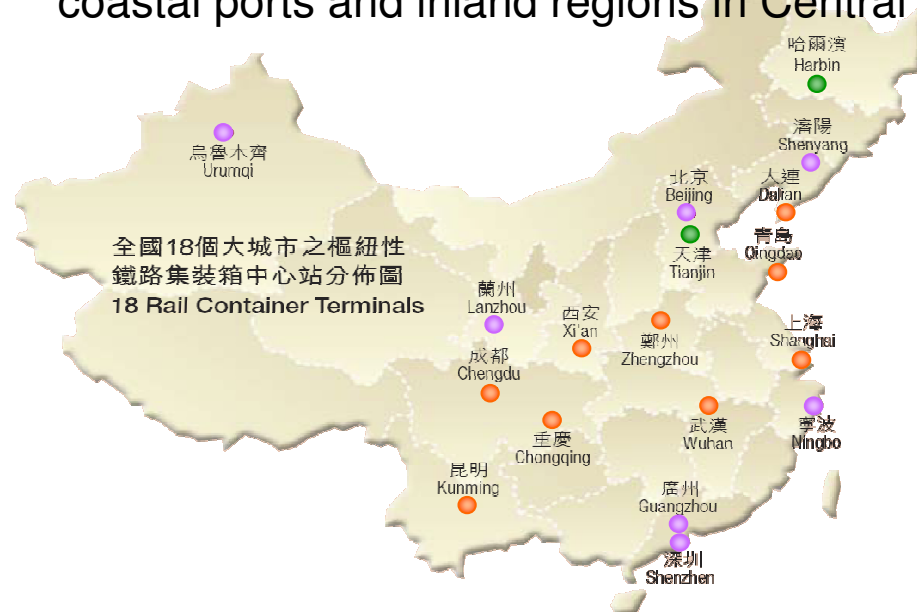 coastal ports and inland regions in Central
哈爾濱
Harbin
瀋陽
Shenyang
烏魯木齊
Urumqi
北京
Beijing
大連
Dalian
青島
Qingdao
天津
Tianjin
全國18個大城市之樞紐性
鐵路集裝箱中心站分佈圖
18 Rail Container Terminals
蘭州
Lanzhou
西安
Xi'an
鄭州
Zhengzhou
上海
Shanghai
成都
Chengdu
重慶
Chongqing
武漢
Wuhan
寧波
Ningbo
昆明
Kunming
廣州
Guangzhou
深圳
Shenzhen